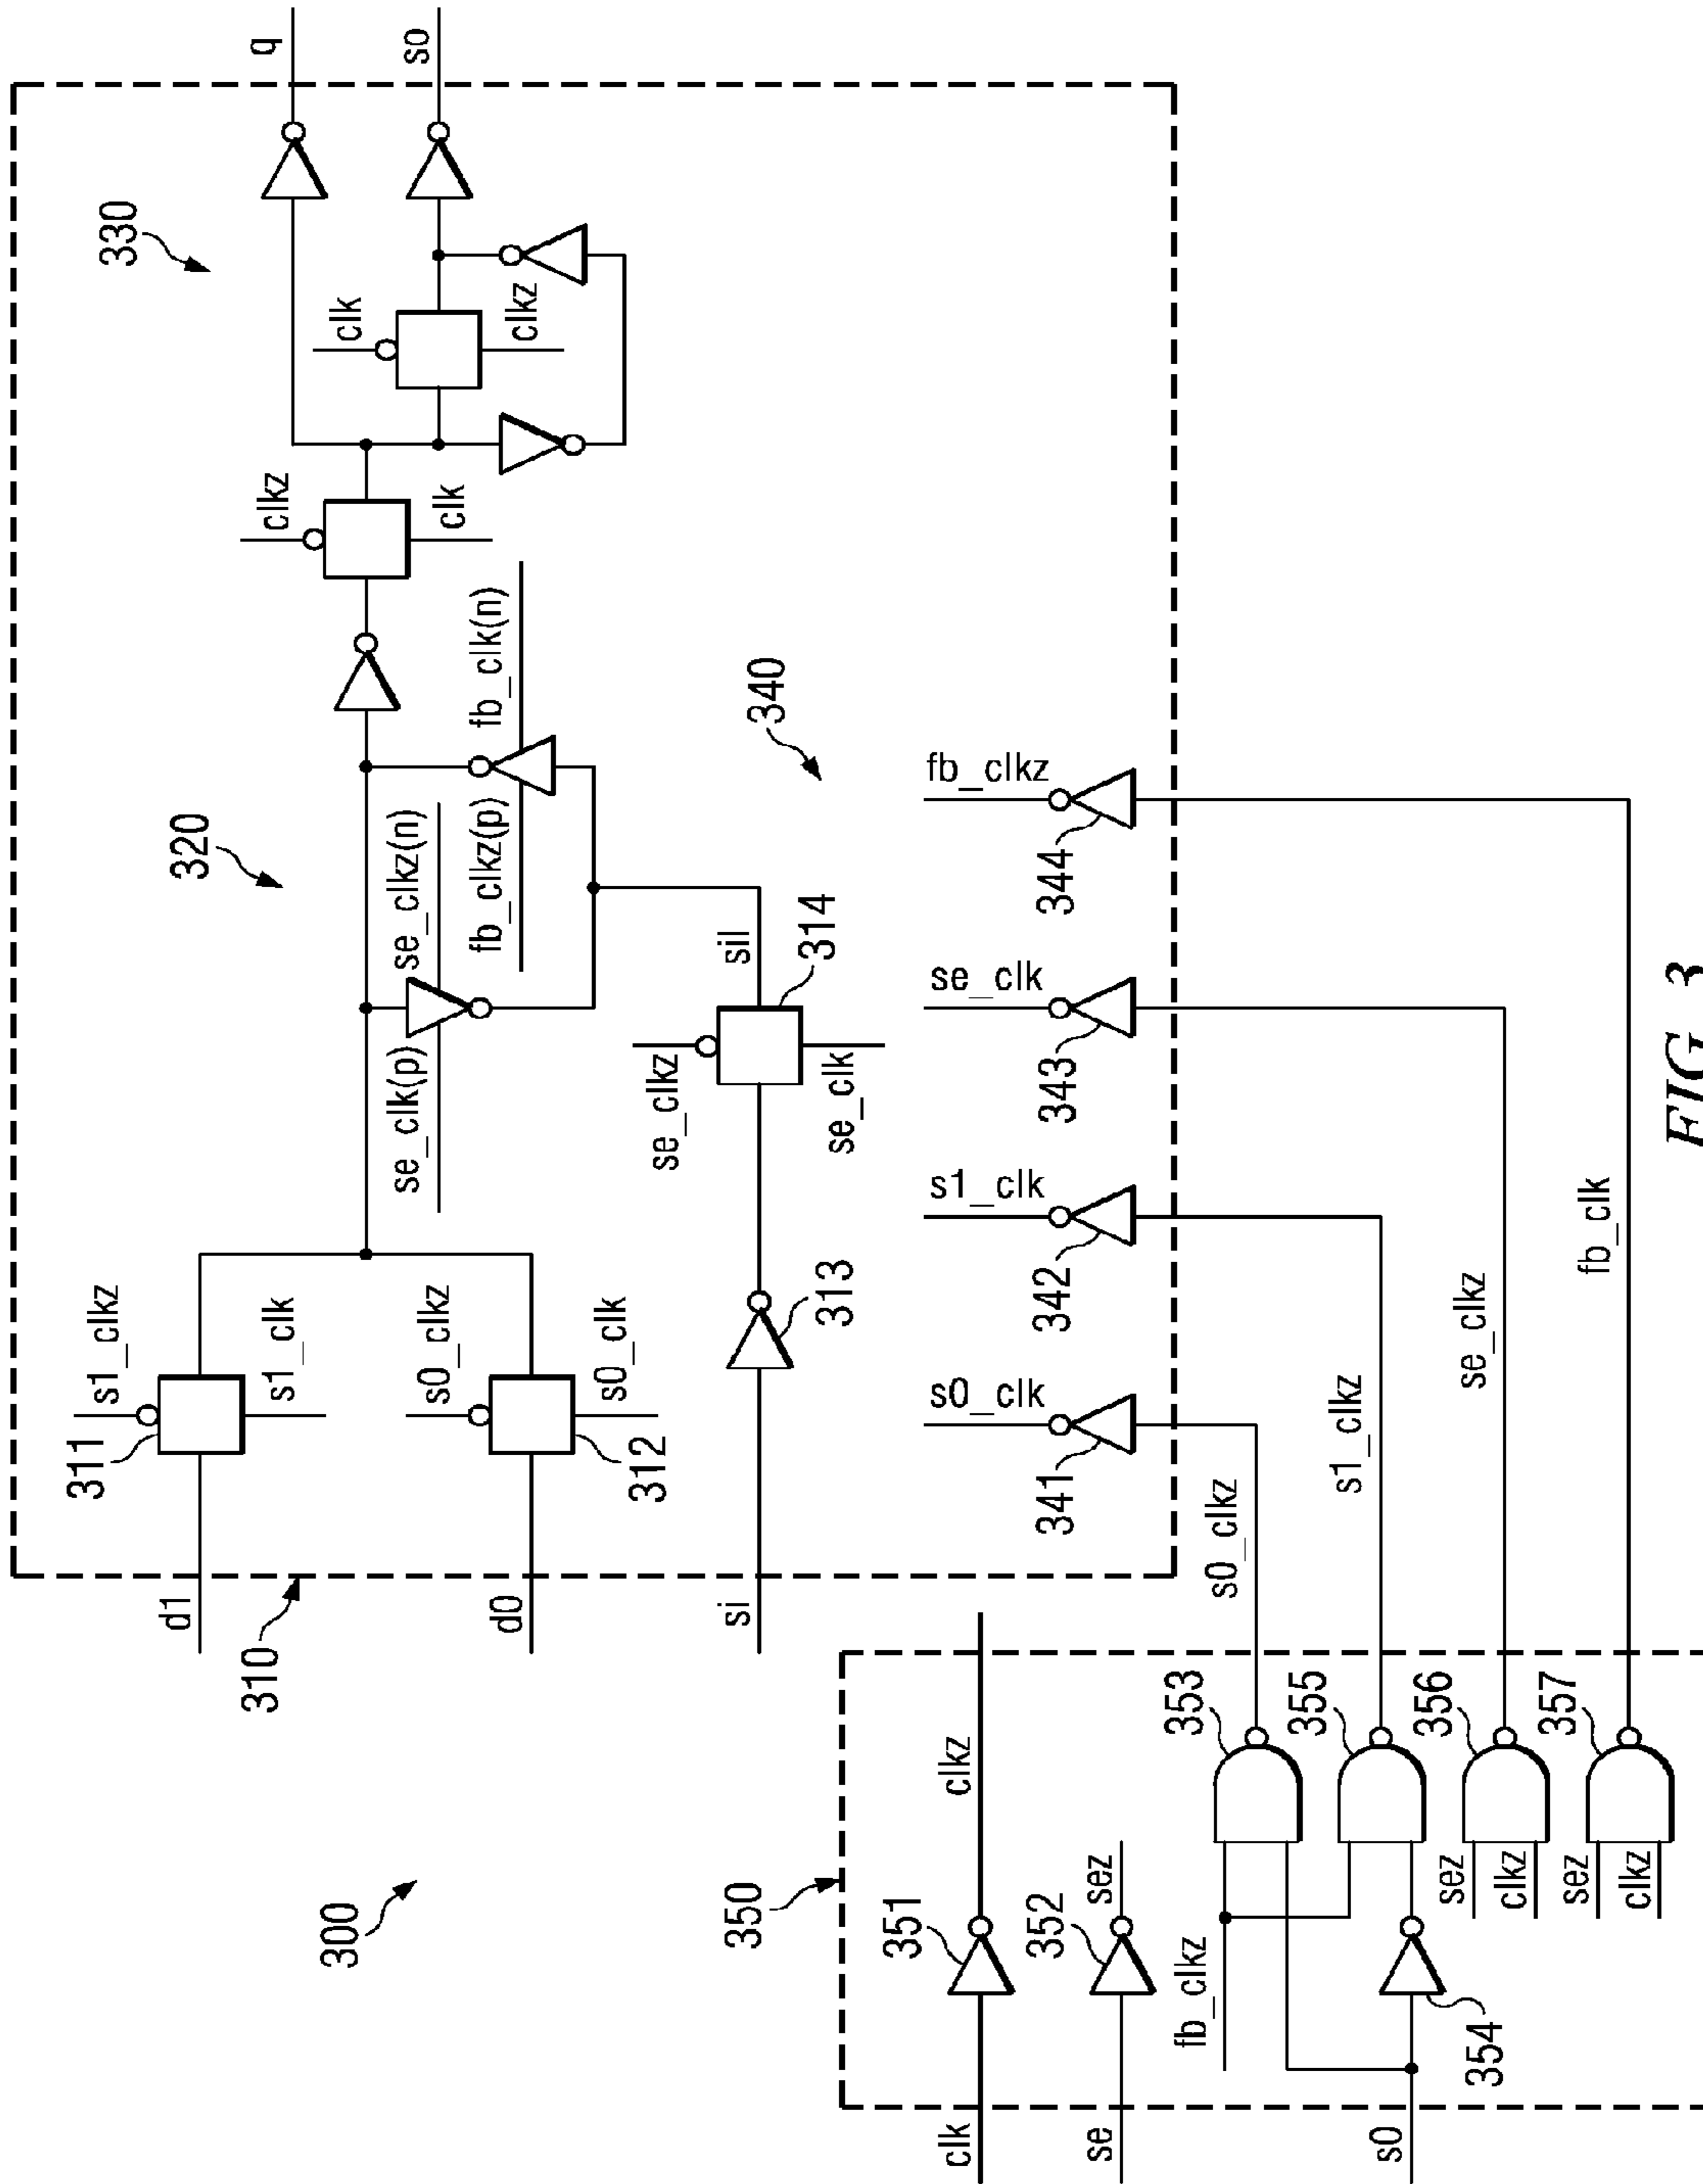 300
310
d1
d0
si
311
s1_clkz
s1_clk
312
s0_clkz
s0_clk
313
320
se_clk(p)
se_clkz(n)
fb_clkz(p)
fb_clk(n)
se_clkz
se_clk
sil
314
clkz
clk
330
clk
clkz
q
so
340
s0_clk
341
s1_clk
342
se_clk
343
fb_clkz
344
s0_clkz
s1_clkz
se_clkz
fb_clk
350
clk
351
clkz
se
352
sez
fb_clkz
s0
354
353
355
sez
clkz
356
sez
clkz
357
FIG. 3